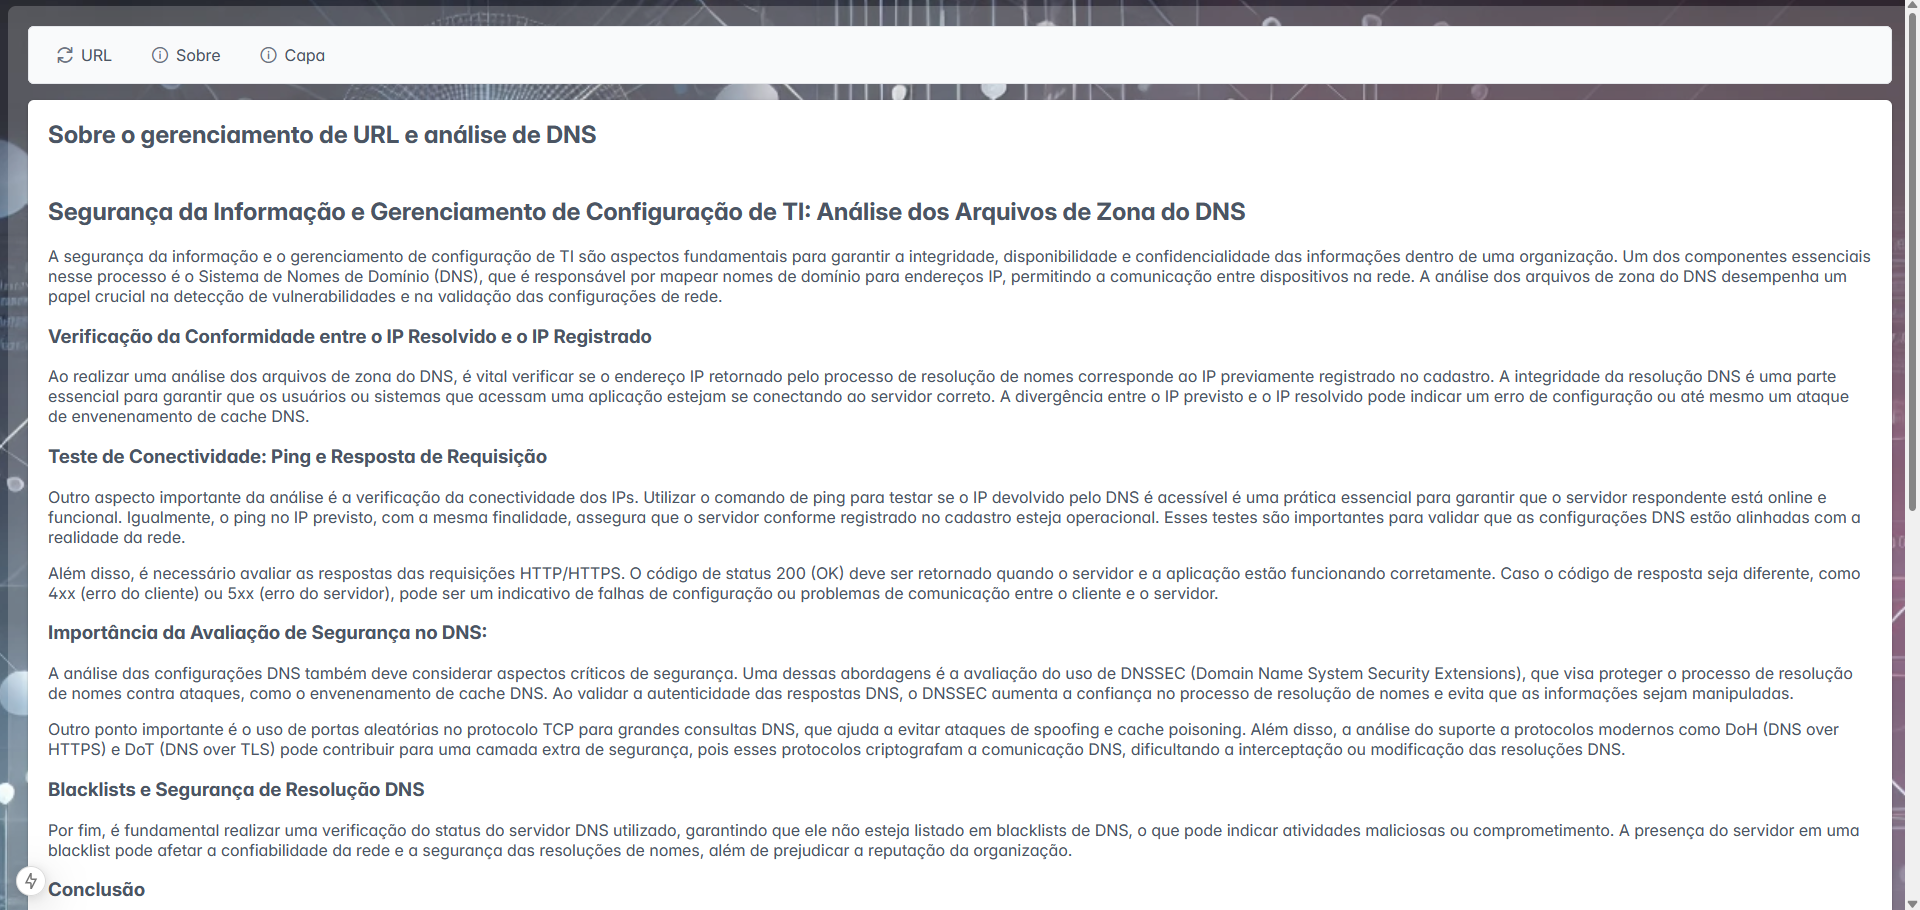 URL Sobre Capa
Sobre o gerenciamento de URL e análise de DNS
Segurança da Informação e Gerenciamento de Configuração de TI: Análise dos Arquivos de Zona do DNS
A segurança da informação e o gerenciamento de configuração de TI são aspectos fundamentais para garantir a integridade, disponibilidade e confidencialidade das informações dentro de uma organização. Um dos componentes essenciais
nesse processo é o Sistema de Nomes de Domínio (DNS), que é responsável por mapear nomes de domínio para endereços IP, permitindo a comunicação entre dispositivos na rede. A análise dos arquivos de zona do DNS desempenha um
papel crucial na detecção de vulnerabilidades e na validação das configurações de rede.
Verificação da Conformidade entre o IP Resolvido e o IP Registrado
Ao realizar uma análise dos arquivos de zona do DNS, é vital verificar se o endereço IP retornado pelo processo de resolução de nomes corresponde ao IP previamente registrado no cadastro. A integridade da resolução DNS é uma parte
essencial para garantir que os usuários ou sistemas que acessam uma aplicação estejam se conectando ao servidor correto. A divergência entre o IP previsto e o IP resolvido pode indicar um erro de configuração ou até mesmo um ataque
de envenenamento de cache DNS.
Teste de Conectividade: Ping e Resposta de Requisição
Outro aspecto importante da análise é a verificação da conectividade dos IPs. Utilizar o comando de ping para testar se o IP devolvido pelo DNS é acessível é uma prática essencial para garantir que o servidor respondente está online e
funcional. Igualmente, o ping no IP previsto, com a mesma finalidade, assegura que o servidor conforme registrado no cadastro esteja operacional. Esses testes são importantes para validar que as configurações DNS estão alinhadas com a
realidade da rede.
Além disso, é necessário avaliar as respostas das requisições HTTP/HTTPS. O código de status 200 (OK) deve ser retornado quando o servidor e a aplicação estão funcionando corretamente. Caso o código de resposta seja diferente, como
4xx (erro do cliente) ou 5xx (erro do servidor), pode ser um indicativo de falhas de configuração ou problemas de comunicação entre o cliente e o servidor.
Importância da Avaliação de Segurança no DNS:
A análise das configurações DNS também deve considerar aspectos críticos de segurança. Uma dessas abordagens é a avaliação do uso de DNSSEC (Domain Name System Security Extensions), que visa proteger o processo de resolução
de nomes contra ataques, como o envenenamento de cache DNS. Ao validar a autenticidade das respostas DNS, o DNSSEC aumenta a confiança no processo de resolução de nomes e evita que as informações sejam manipuladas.
Outro ponto importante é o uso de portas aleatórias no protocolo TCP para grandes consultas DNS, que ajuda a evitar ataques de spoofing e cache poisoning. Além disso, a análise do suporte a protocolos modernos como DoH (DNS over
HTTPS) e DoT (DNS over TLS) pode contribuir para uma camada extra de segurança, pois esses protocolos criptografam a comunicação DNS, dificultando a interceptação ou modificação das resoluções DNS.
Blacklists e Segurança de Resolução DNS
Por fim, é fundamental realizar uma verificação do status do servidor DNS utilizado, garantindo que ele não esteja listado em blacklists de DNS, o que pode indicar atividades maliciosas ou comprometimento. A presença do servidor em uma
blacklist pode afetar a confiabilidade da rede e a segurança das resoluções de nomes, além de prejudicar a reputação da organização.
Conclusão